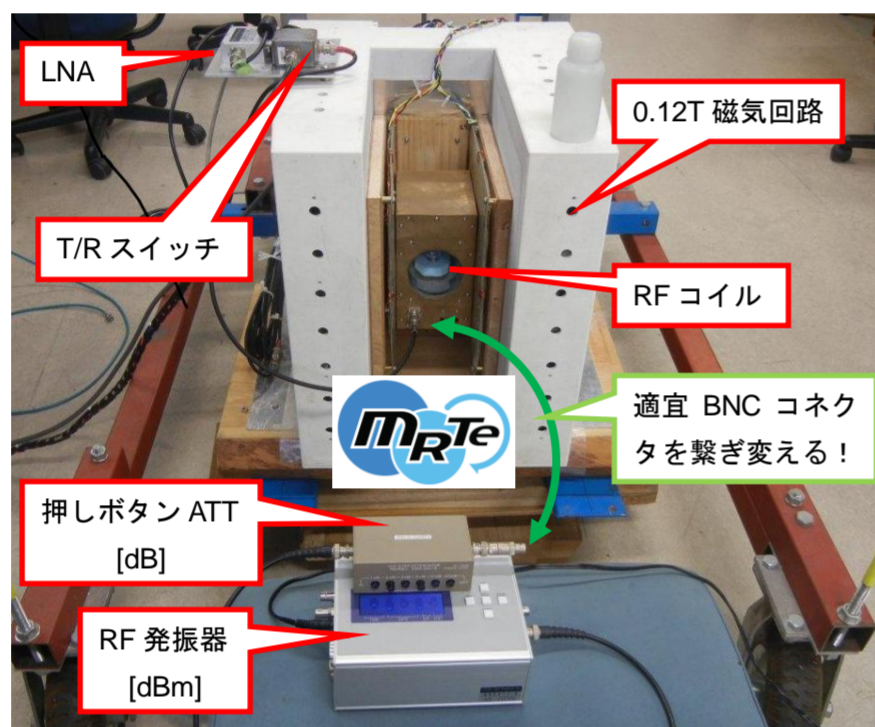 LNA
0.12T 磁気回路
T/R スイッチ
RF コイル
MRTe
適宜 BNC コネク
タを繋ぎ変える！
押しボタン ATT
[dB]
RF 発振器
[dBm]